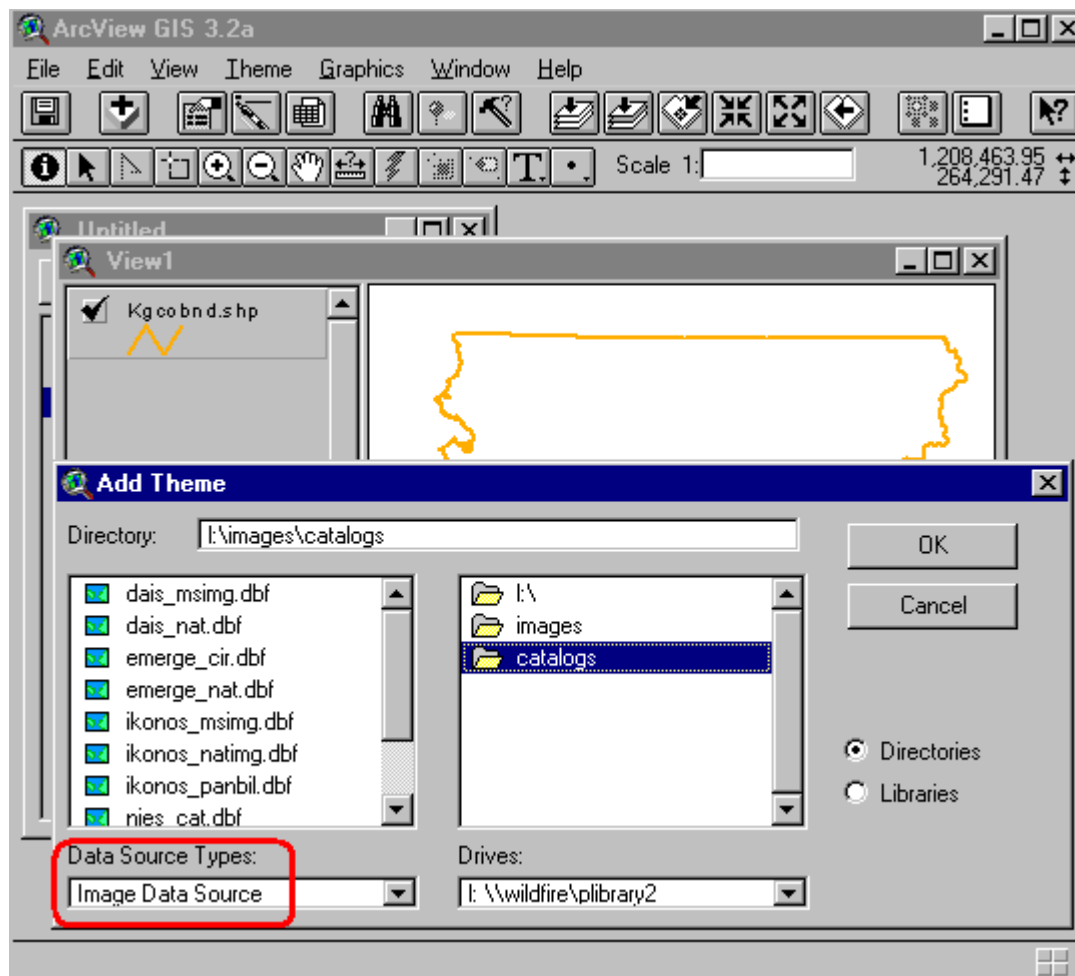 ArcView GIS 3.2a
File Edit View Theme Graphics Window Help
Scale 1: 1,208,463.95
264,291.47
Untitled
View1
Kgcobnd.shp
Add Theme
Directory: I:\images\catalogs
OK
Cancel
dais_msimg.dbf
dais_nat.dbf
emerge_cir.dbf
emerge_nat.dbf
ikonos_msimg.dbf
ikonos_natimg.dbf
ikonos_panbil.dbf
nies_cat.dbf
I:\
images
catalogs
Directories
Libraries
Data Source Types:
Image Data Source
Drives:
I: \\wildfire\plibrary2